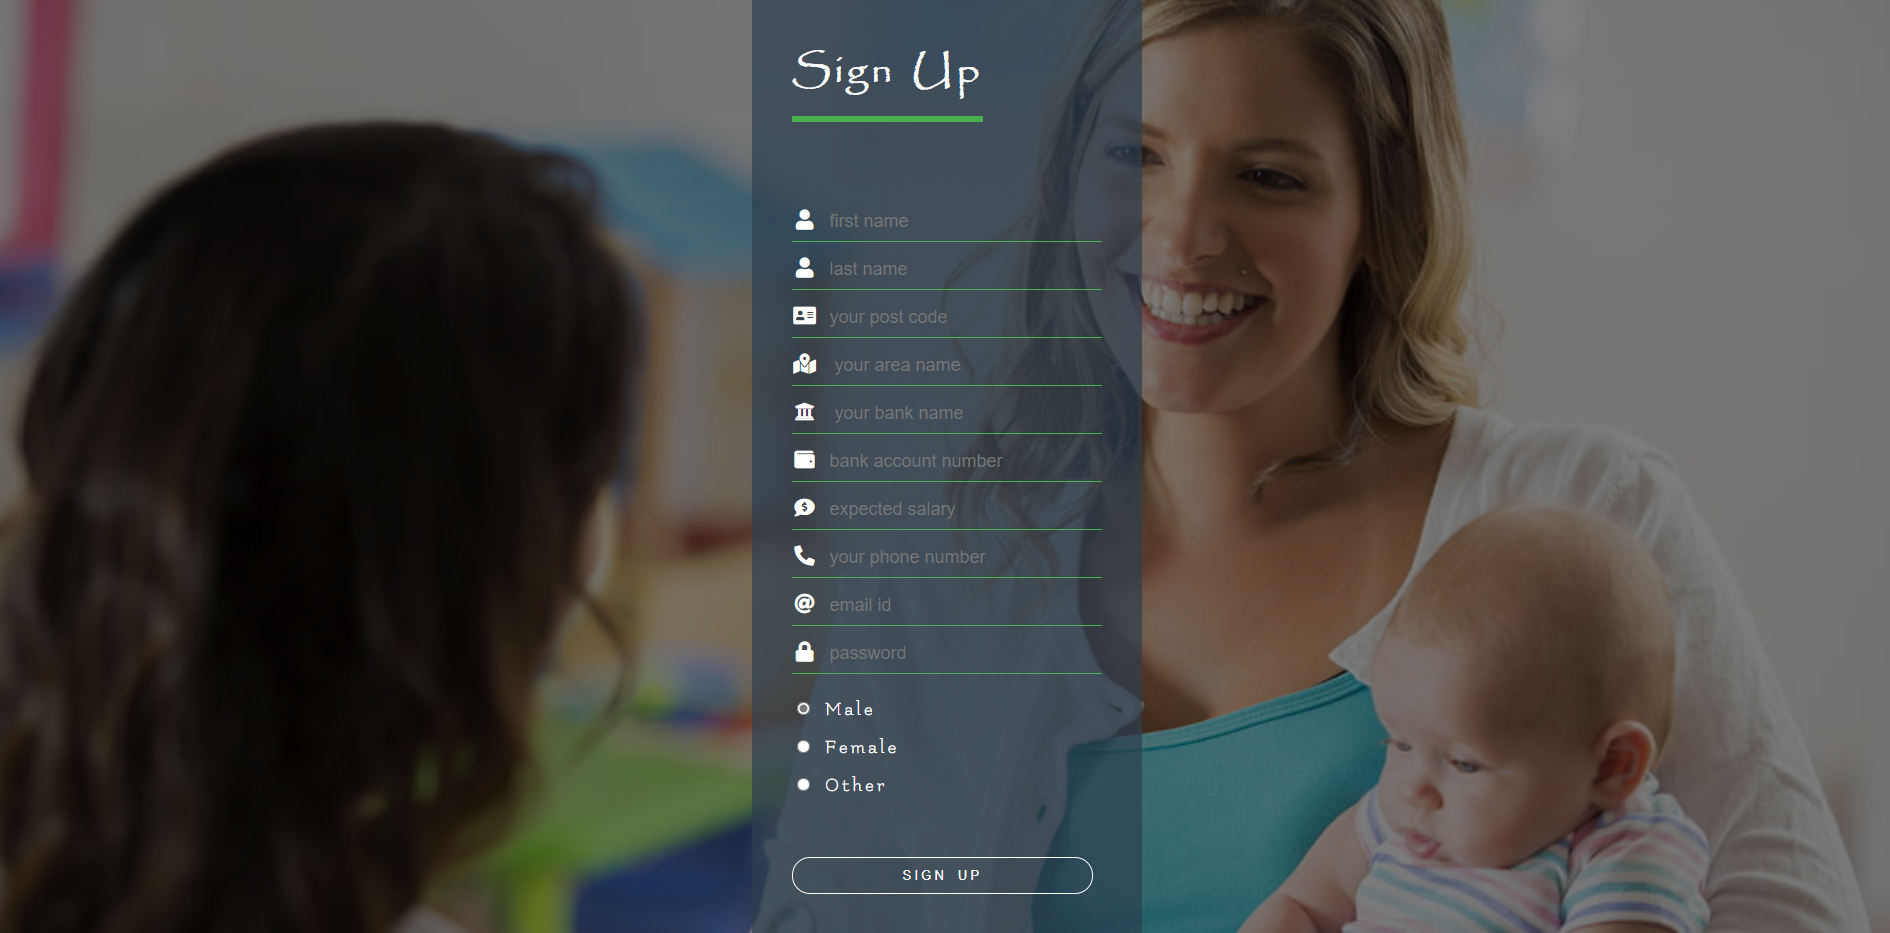 Sign Up
first name
last name
your post code
your area name
your bank name
bank account number
expected salary
your phone number
email id
password
Male
Female
Other
SIGN UP